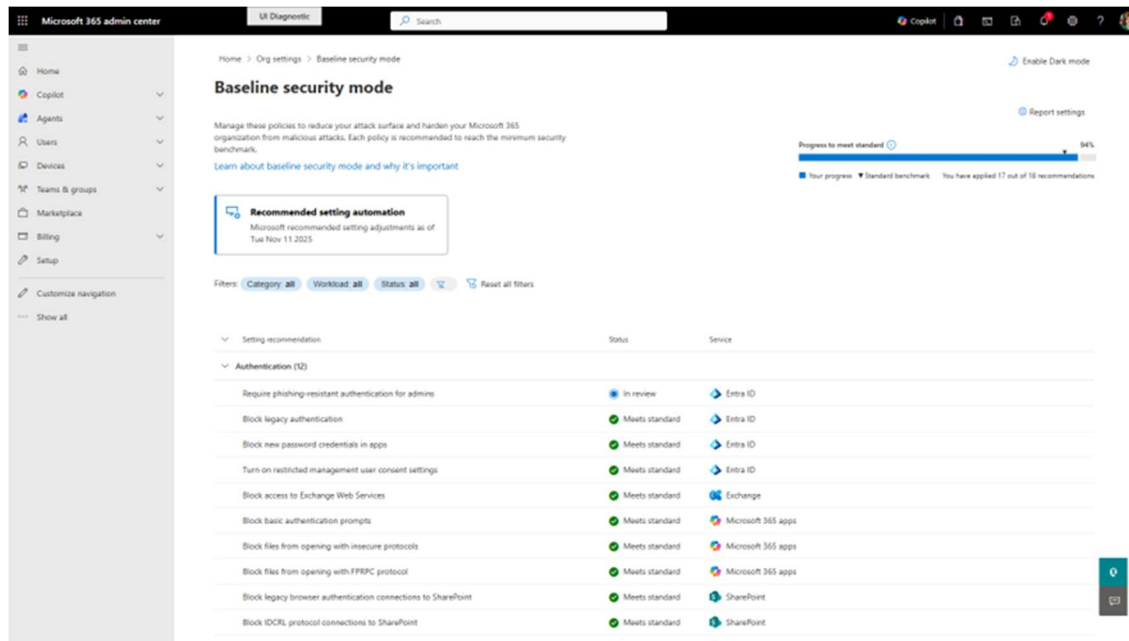 Microsoft 365 admin center
UI Diagnostic
Search
Copilot
Home
Copilot
Agents
Users
Devices
Teams & groups
Marketplace
Billing
Setup
Customize navigation
Show all
Home > Org settings > Baseline security mode
Enable Dark mode
Baseline security mode
Report settings
Manage these policies to reduce your attack surface and harden your Microsoft 365
organization from malicious attacks. Each policy is recommended to reach the minimum security
benchmark.
Learn about baseline security mode and why it's important
Progress to meet standard 94%
Your progress Standard benchmark You have applied 17 out of 18 recommendations
Recommended setting automation
Microsoft recommended setting adjustments as of
Tue Nov 11 2025
Filters: Category: all Workload: all Status: all Reset all filters
Setting recommendation Status Service
Authentication (12)
Require phishing-resistant authentication for admins In review Entra ID
Block legacy authentication Meets standard Entra ID
Block new password credentials in apps Meets standard Entra ID
Turn on restricted management user consent settings Meets standard Entra ID
Block access to Exchange Web Services Meets standard Exchange
Block basic authentication prompts Meets standard Microsoft 365 apps
Block files from opening with insecure protocols Meets standard Microsoft 365 apps
Block files from opening with FPRPC protocol Meets standard Microsoft 365 apps
Block legacy browser authentication connections to SharePoint Meets standard SharePoint
Block IDCRL protocol connections to SharePoint Meets standard SharePoint